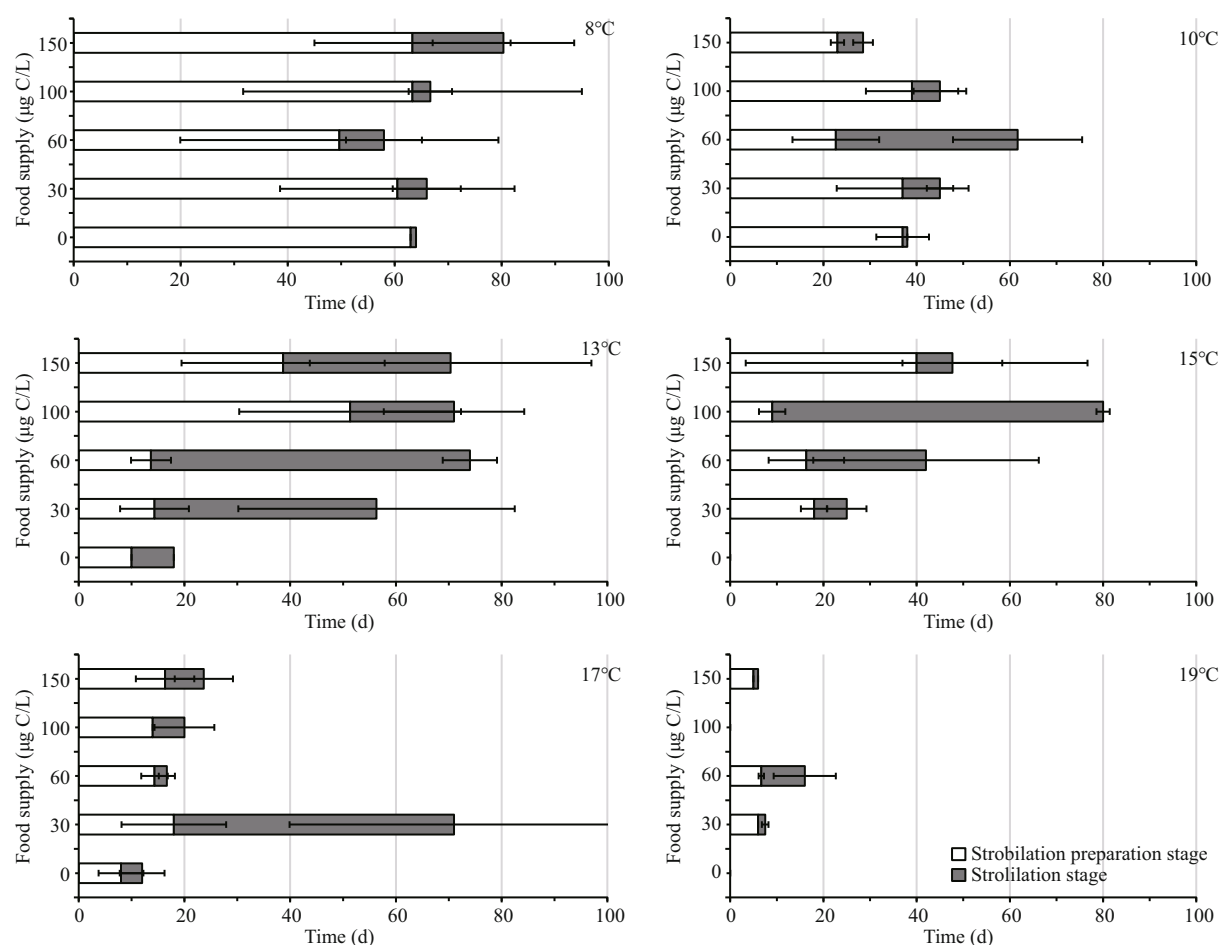 8°C
Food supply (μg C/L)
150
100
60
30
0
0 20 40 60 80 100
Time (d)
10°C
Food supply (μg C/L)
150
100
60
30
0
0 20 40 60 80 100
Time (d)
13°C
Food supply (μg C/L)
150
100
60
30
0
0 20 40 60 80 100
Time (d)
15°C
Food supply (μg C/L)
150
100
60
30
0
0 20 40 60 80 100
Time (d)
17°C
Food supply (μg C/L)
150
100
60
30
0
0 20 40 60 80 100
Time (d)
19°C
Food supply (μg C/L)
150
100
60
30
0
Strobilation preparation stage
Strolilation stage
0 20 40 60 80 100
Time (d)